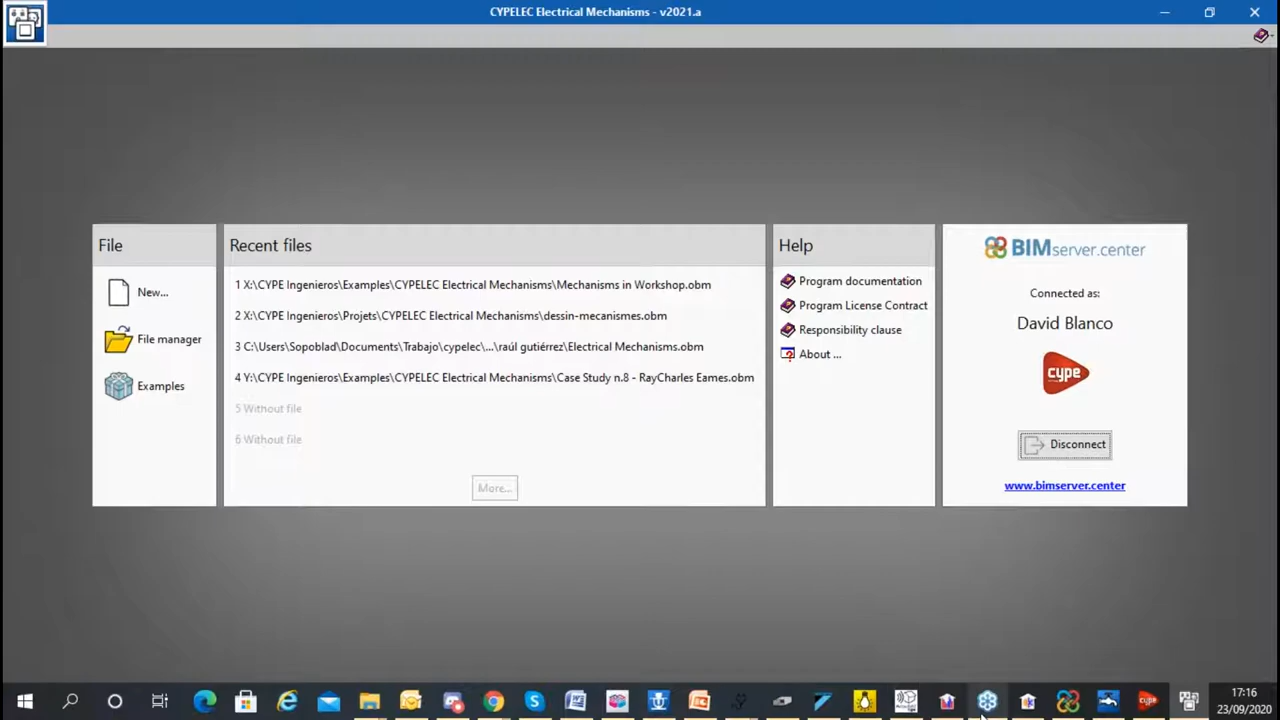 CYPELEC Electrical Mechanisms - v2021.a
File
New...
File manager
Examples
Recent files
1 X:\CYPE Ingenieros\Examples\CYPELEC Electrical Mechanisms\Mechanisms in Workshop.obm
2 X:\CYPE Ingenieros\Projets\CYPELEC Electrical Mechanisms\dessin-mecanismes.obm
3 C:\Users\Sopoblad\Documents\Trabajo\cypelec\...\raúl gutiérrez\Electrical Mechanisms.obm
4 Y:\CYPE Ingenieros\Examples\CYPELEC Electrical Mechanisms\Case Study n.8 - RayCharles Eames.obm
5 Without file
6 Without file
More...
Help
Program documentation
Program License Contract
Responsibility clause
About ...
BIMserver.center
Connected as:
David Blanco
cype
Disconnect
www.bimserver.center
cype
17:16
23/09/2020